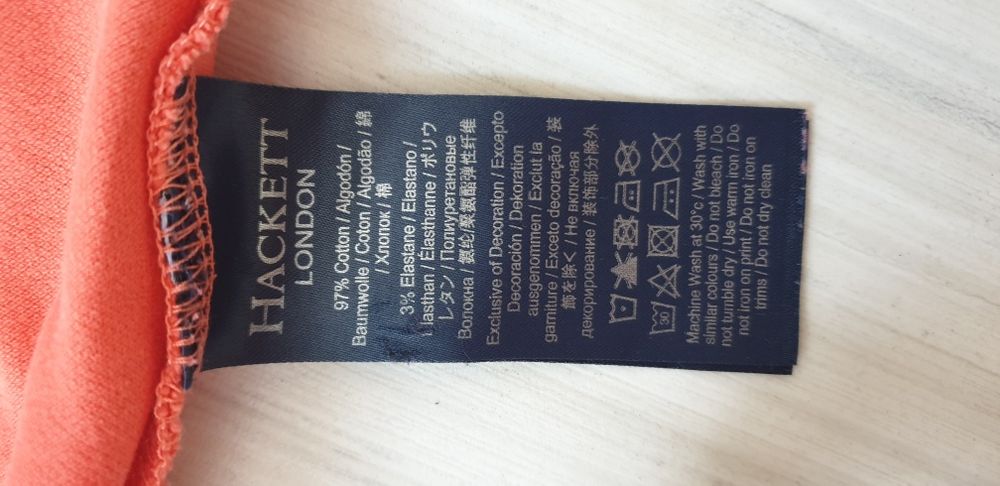 HACKETT
LONDON
97% Cotton / Algodón /
Baumwolle / Coton / Algodão / 綿
/ Хлопок / 棉
3% Elastane / Elastano /
lasthan / Élasthanne / ポリウ
レタン / Полиуретановые
Волокна / 氨纶/聚氨酯弹性纤维
Exclusive of Decoration / Excepto
Decoración / Dekoration
ausgenommen / Exclut la
garniture / Exceto decoração / 装
飾を除く / Не включая
декорирование / 装饰部分除外
30
Machine Wash at 30°c / Wash with
similar colours / Do not bleach / Do
not tumble dry / Use warm iron / Do
not iron on print / Do not iron on
trims / Do not dry clean